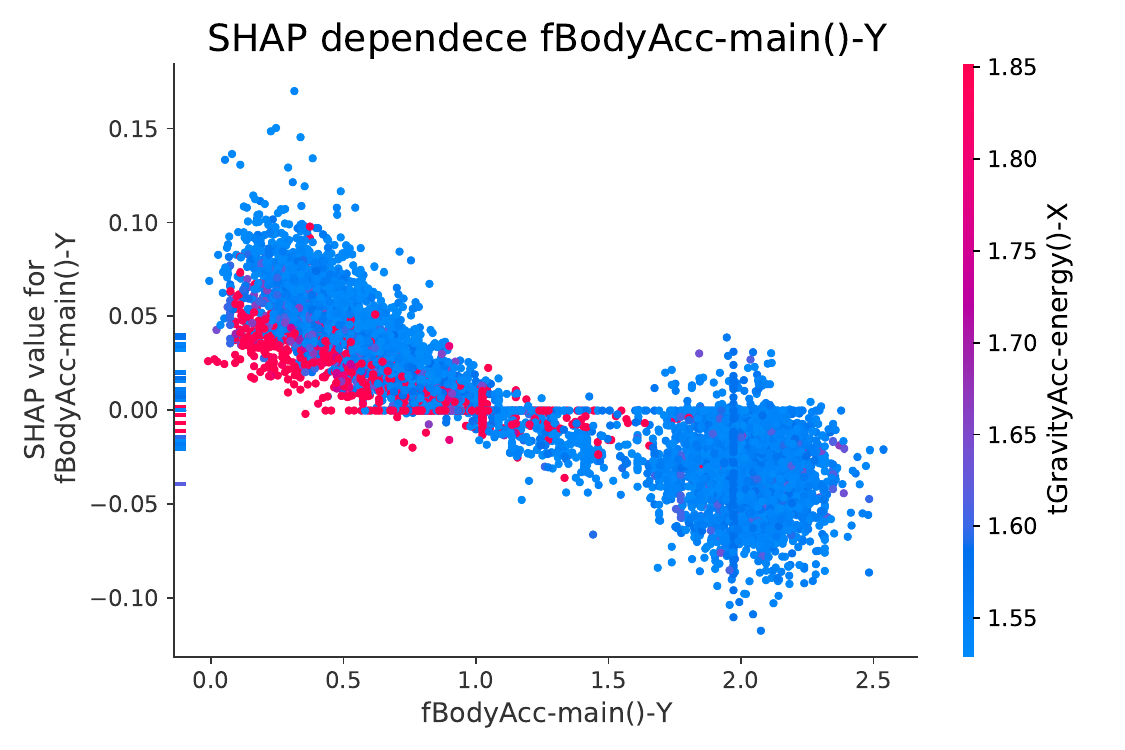 SHAP dependece fBodyAcc-main()-Y
SHAP value for
fBodyAcc-main()-Y
0.15
0.10
0.05
0.00
−0.05
−0.10
0.0 0.5 1.0 1.5 2.0 2.5
fBodyAcc-main()-Y
1.85
1.80
1.75
1.70
1.65
1.60
1.55
tGravityAcc-energy()-X